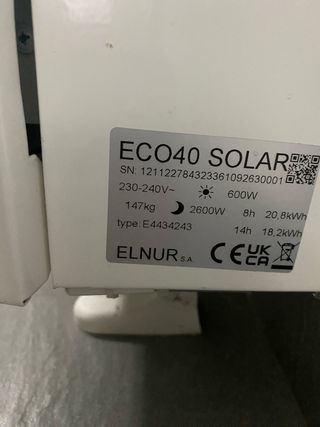 ECO40 SOLAR
SN: 121122784323361092630001
230-240V~ 600W
147kg 2600W 8h 20,8kWh
type: E4434243 14h 18,2kWh
ELNUR S.A. CE UK CA